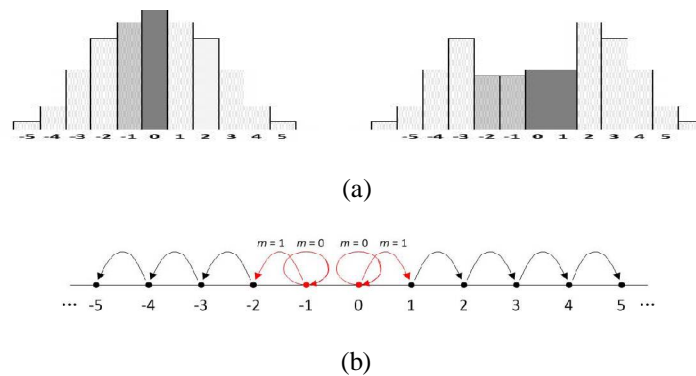 -5 -4 -3 -2 -1 0 1 2 3 4 5
-5 -4 -3 -2 -1 0 1 2 3 4 5
(a)
m = 1 m = 0 m = 0 m = 1
... -5 -4 -3 -2 -1 0 1 2 3 4 5 ...
(b)